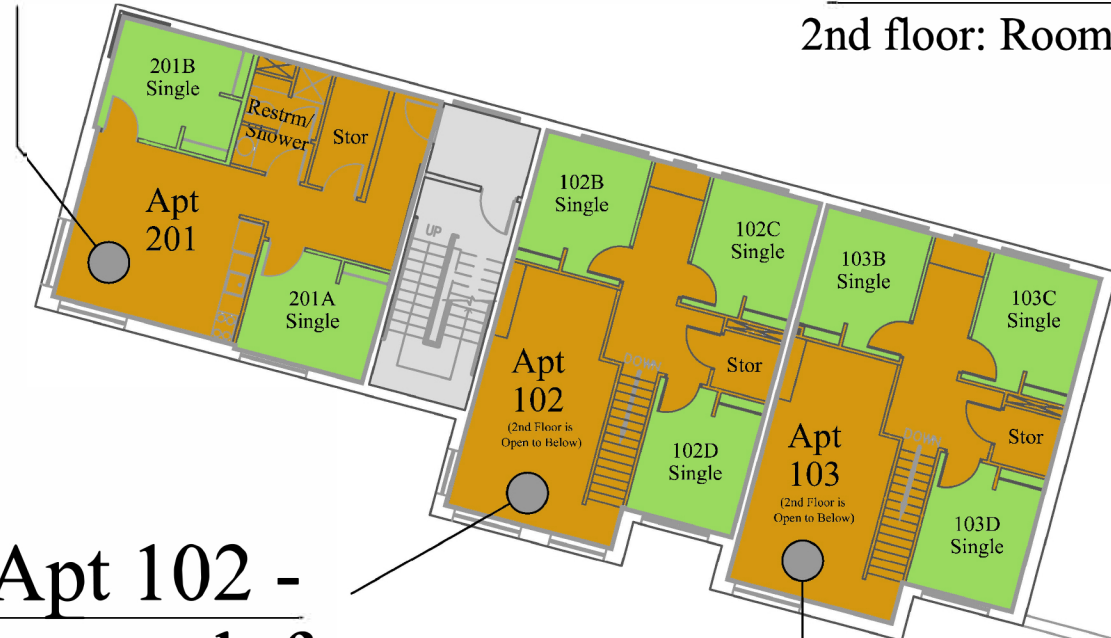 2nd floor: Room
201B
Single
Restrm/
Shower
Stor
Apt
201
UP
201A
Single
102B
Single
102C
Single
Apt
102
(2nd Floor is
Open to Below)
DOWN
Stor
102D
Single
103B
Single
103C
Single
Apt
103
(2nd Floor is
Open to Below)
DOWN
Stor
103D
Single
Apt 102 -